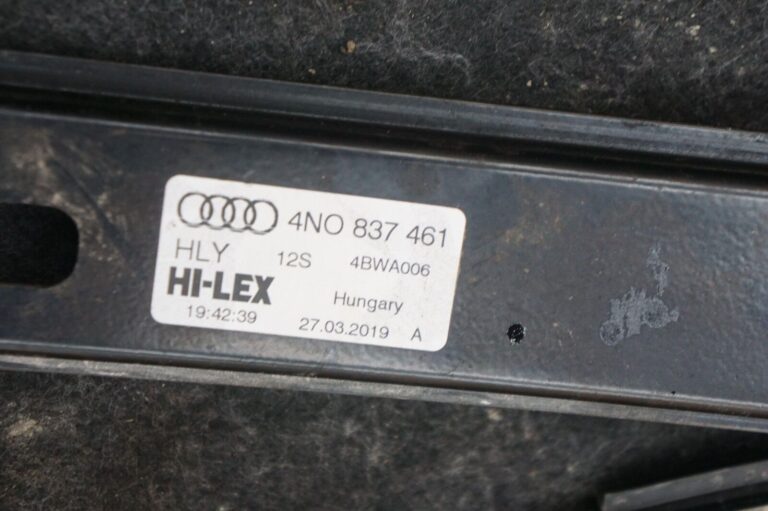 4N0 837 461
HLY 12S 4BWA006
HI-LEX Hungary
19:42:39 27.03.2019 A